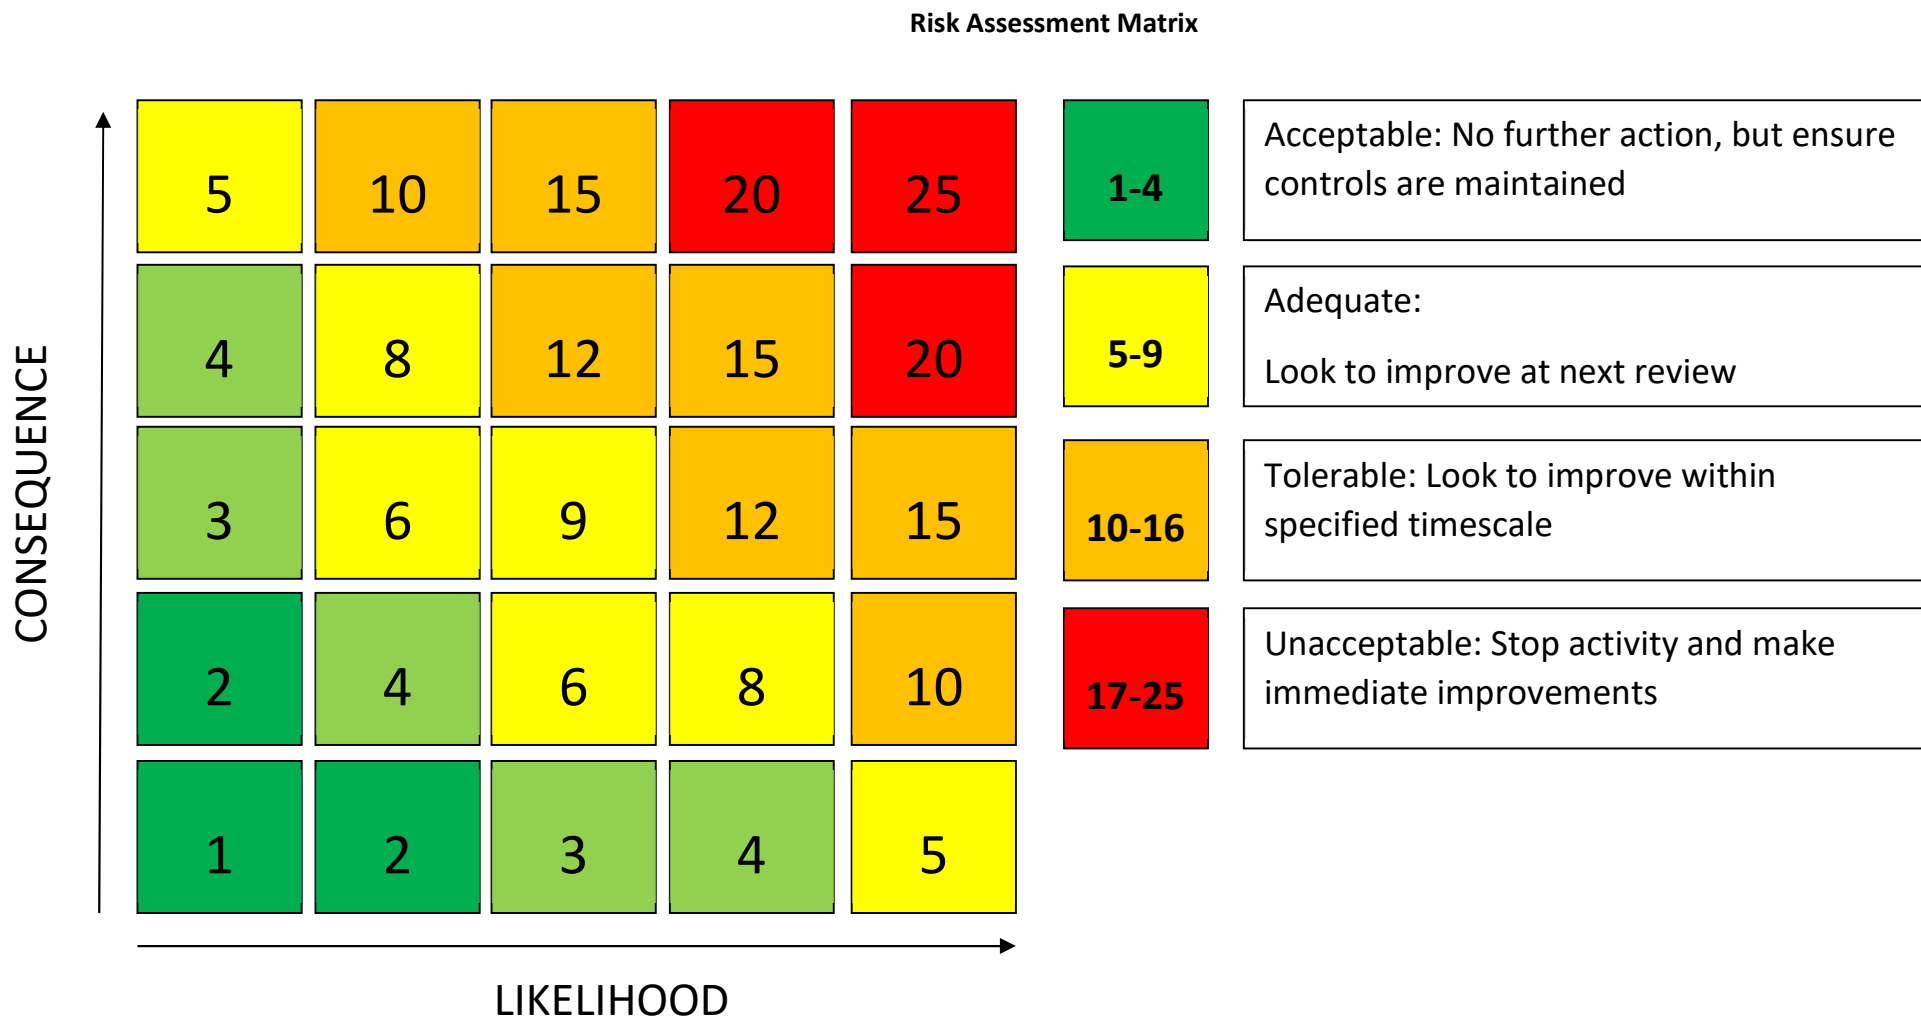 Risk Assessment Matrix
5 10 15 20 25
4 8 12 15 20
3 6 9 12 15
2 4 6 8 10
1 2 3 4 5
CONSEQUENCE
LIKELIHOOD
1-4
Acceptable: No further action, but ensure
controls are maintained
5-9
Adequate:
Look to improve at next review
10-16
Tolerable: Look to improve within
specified timescale
17-25
Unacceptable: Stop activity and make
immediate improvements